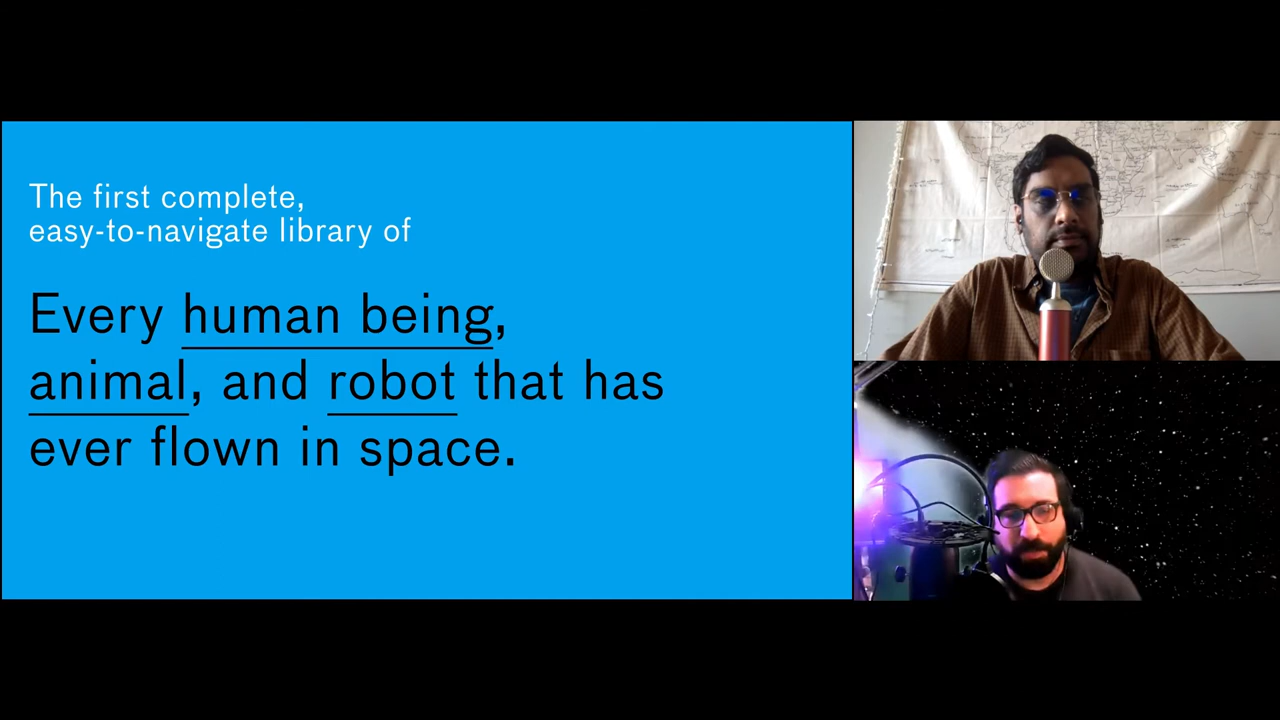 The first complete,
easy-to-navigate library of
Every human being,
animal, and robot that has
ever flown in space.